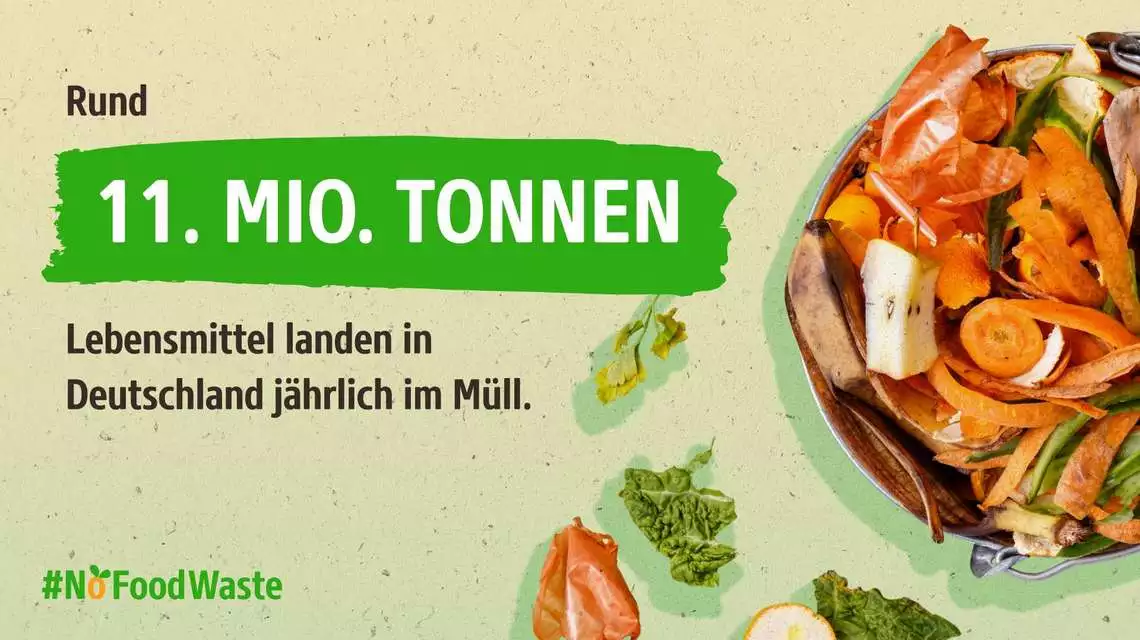 Rund
11. MIO. TONNEN
Lebensmittel landen in
Deutschland jährlich im Müll.
#NoFoodWaste